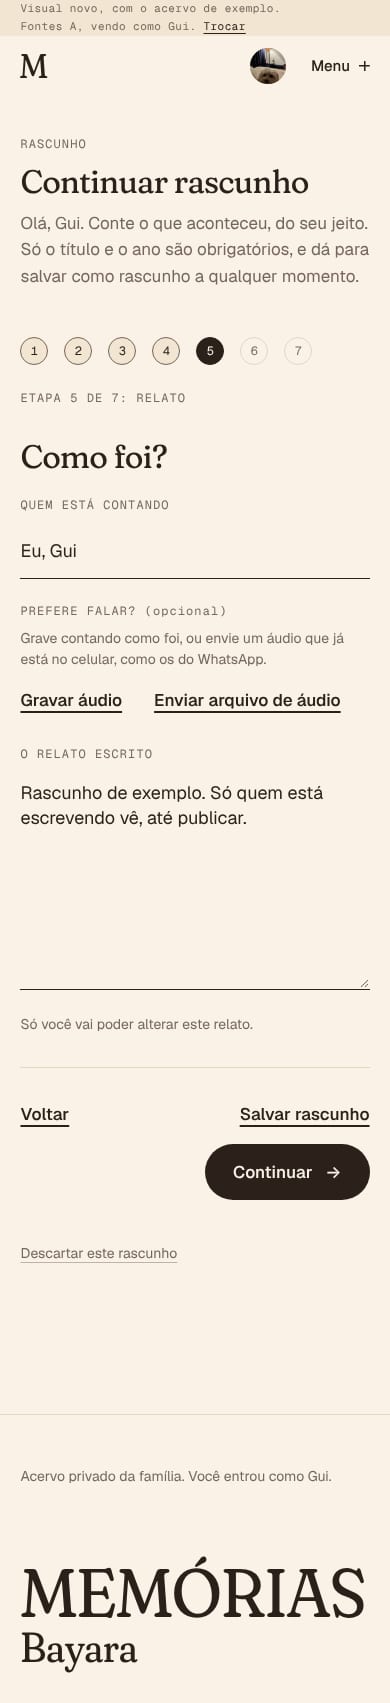 Visual novo, com o acervo de exemplo.
Fontes A, vendo como Gui. Trocar
M
Menu +
RASCUNHO
Continuar rascunho
Olá, Gui. Conte o que aconteceu, do seu jeito.
Só o título e o ano são obrigatórios, e dá para
salvar como rascunho a qualquer momento.
1 2 3 4 5 6 7
ETAPA 5 DE 7: RELATO
Como foi?
QUEM ESTÁ CONTANDO
Eu, Gui
PREFERE FALAR? (opcional)
Grave contando como foi, ou envie um áudio que já
está no celular, como os do WhatsApp.
Gravar áudio Enviar arquivo de áudio
O RELATO ESCRITO
Rascunho de exemplo. Só quem está
escrevendo vê, até publicar.
Só você vai poder alterar este relato.
Voltar Salvar rascunho
Continuar →
Descartar este rascunho
Acervo privado da família. Você entrou como Gui.
MEMÓRIAS
Bayara